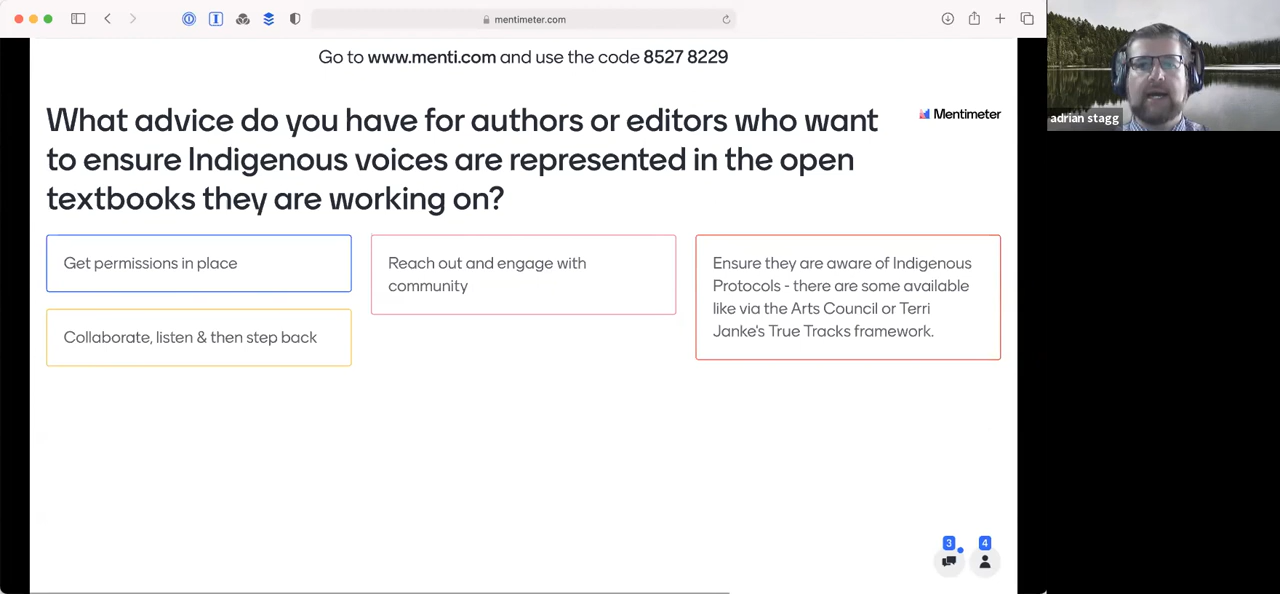 mentimeter.com
Go to www.menti.com and use the code 8527 8229
What advice do you have for authors or editors who want
to ensure Indigenous voices are represented in the open
textbooks they are working on?
Mentimeter
Get permissions in place
Collaborate, listen & then step back
Reach out and engage with
community
Ensure they are aware of Indigenous
Protocols - there are some available
like via the Arts Council or Terri
Janke's True Tracks framework.
3
4
adrian stagg